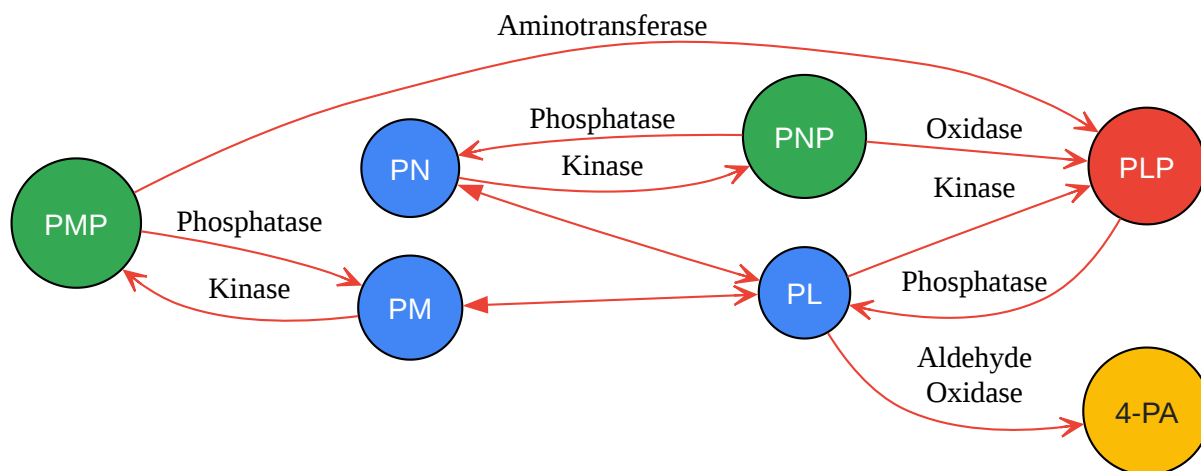 Aminotransferase
Phosphatase
PNP
Oxidase
PN
Kinase
PLP
Kinase
PMP
Phosphatase
Kinase
PM
PL
Phosphatase
Aldehyde
Oxidase
4-PA